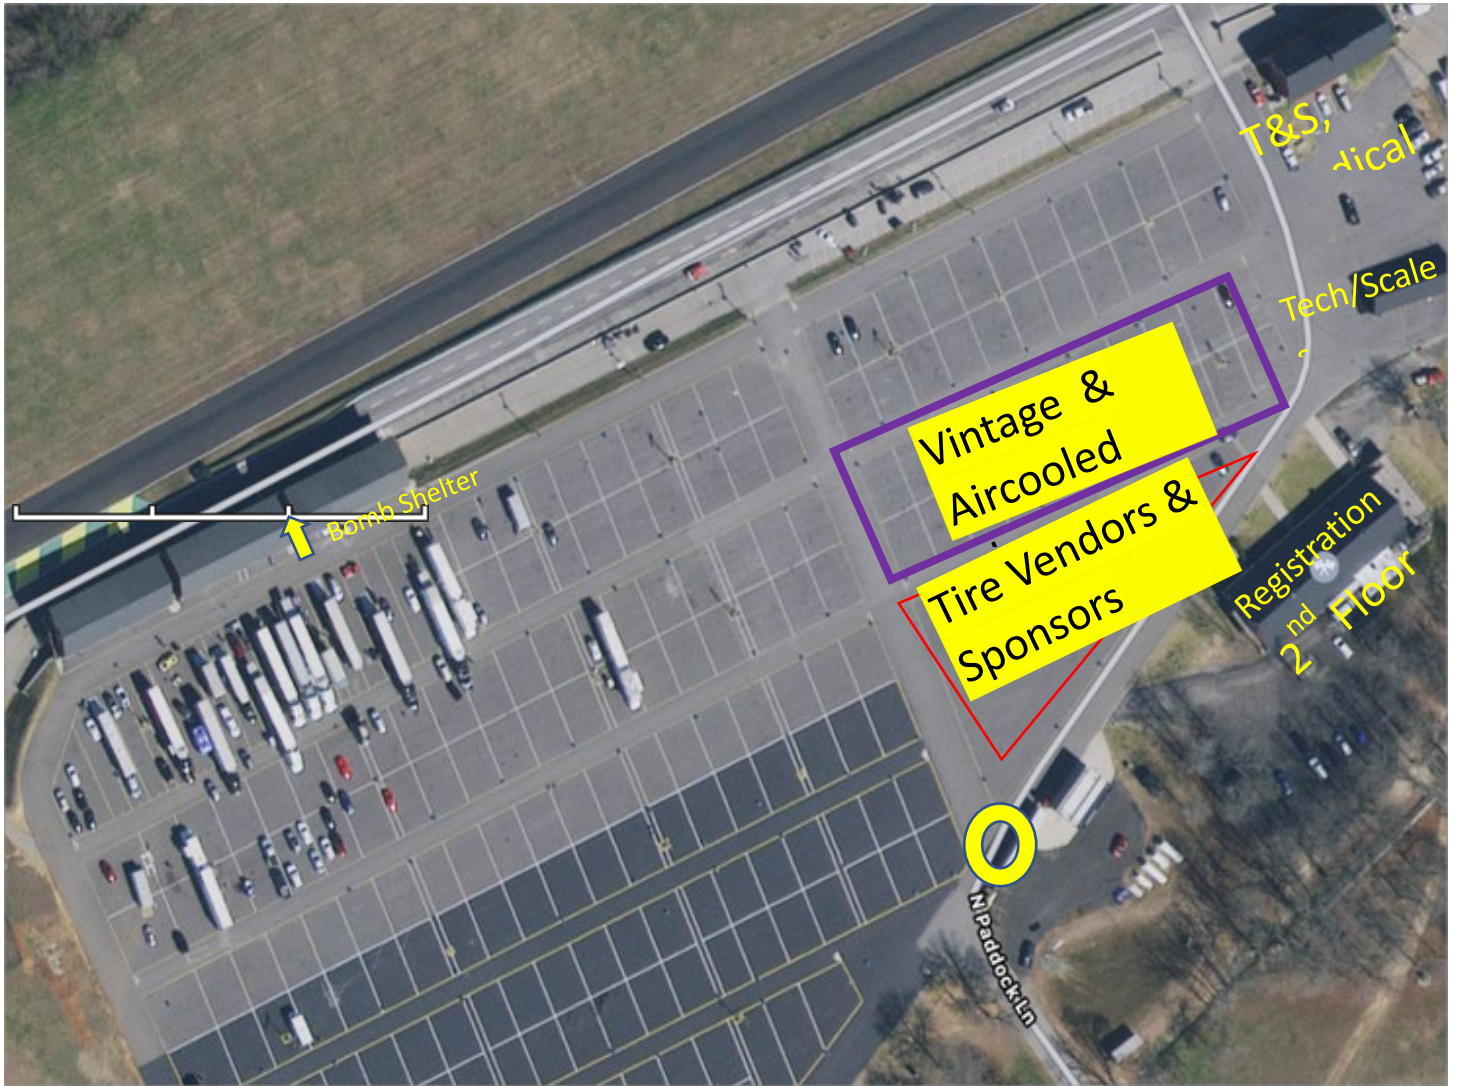 T&S,
dical
Tech/Scale
Vintage &
Aircooled
Bomb Shelter
Tire Vendors &
Sponsors
Registration
2nd Floor
N Paddock Ln